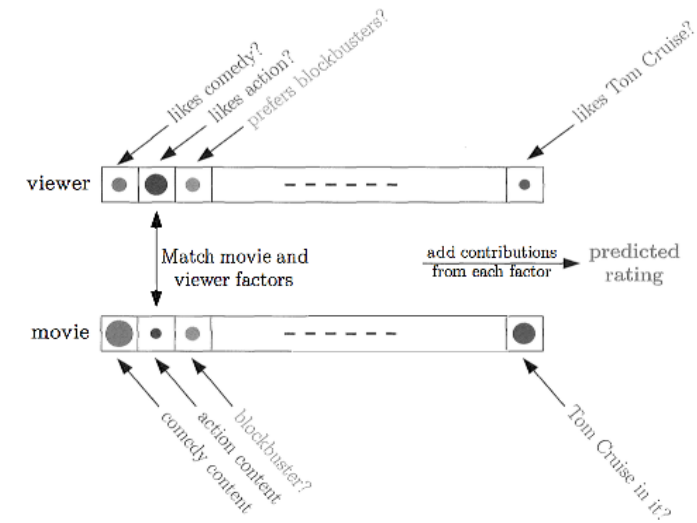 likes comedy?
likes action?
prefers blockbusters?
likes Tom Cruise?
viewer
Match movie and
viewer factors
add contributions
from each factor
predicted
rating
movie
comedy content
action content
blockbuster?
Tom Cruise in it?